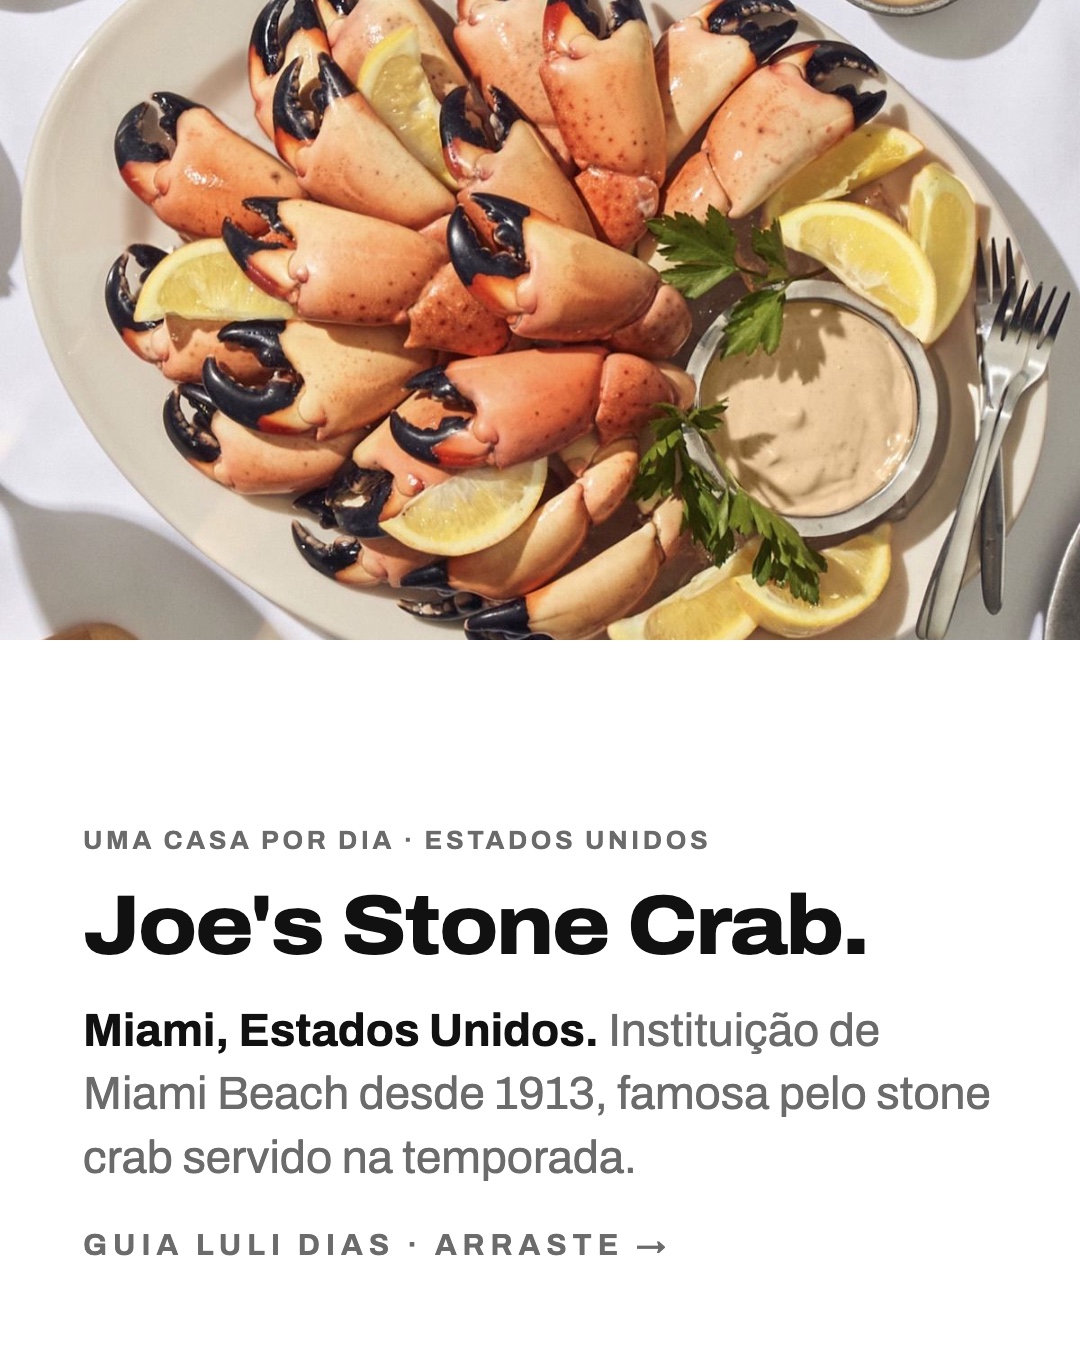 UMA CASA POR DIA · ESTADOS UNIDOS
Joe's Stone Crab.
Miami, Estados Unidos. Instituição de
Miami Beach desde 1913, famosa pelo stone
crab servido na temporada.
GUIA LULI DIAS · ARRASTE →